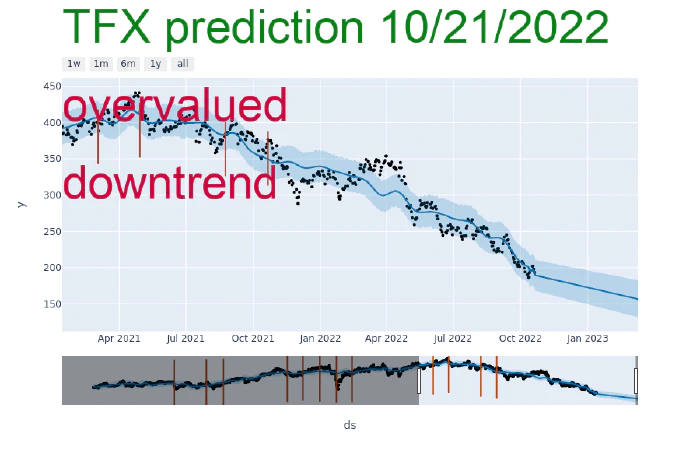 TFX prediction 10/21/2022
1w 1m 6m 1y all
450
overvalued
400
350
downtrend
300
y
250
200
150
Apr 2021 Jul 2021 Oct 2021 Jan 2022 Apr 2022 Jul 2022 Oct 2022 Jan 2023
ds